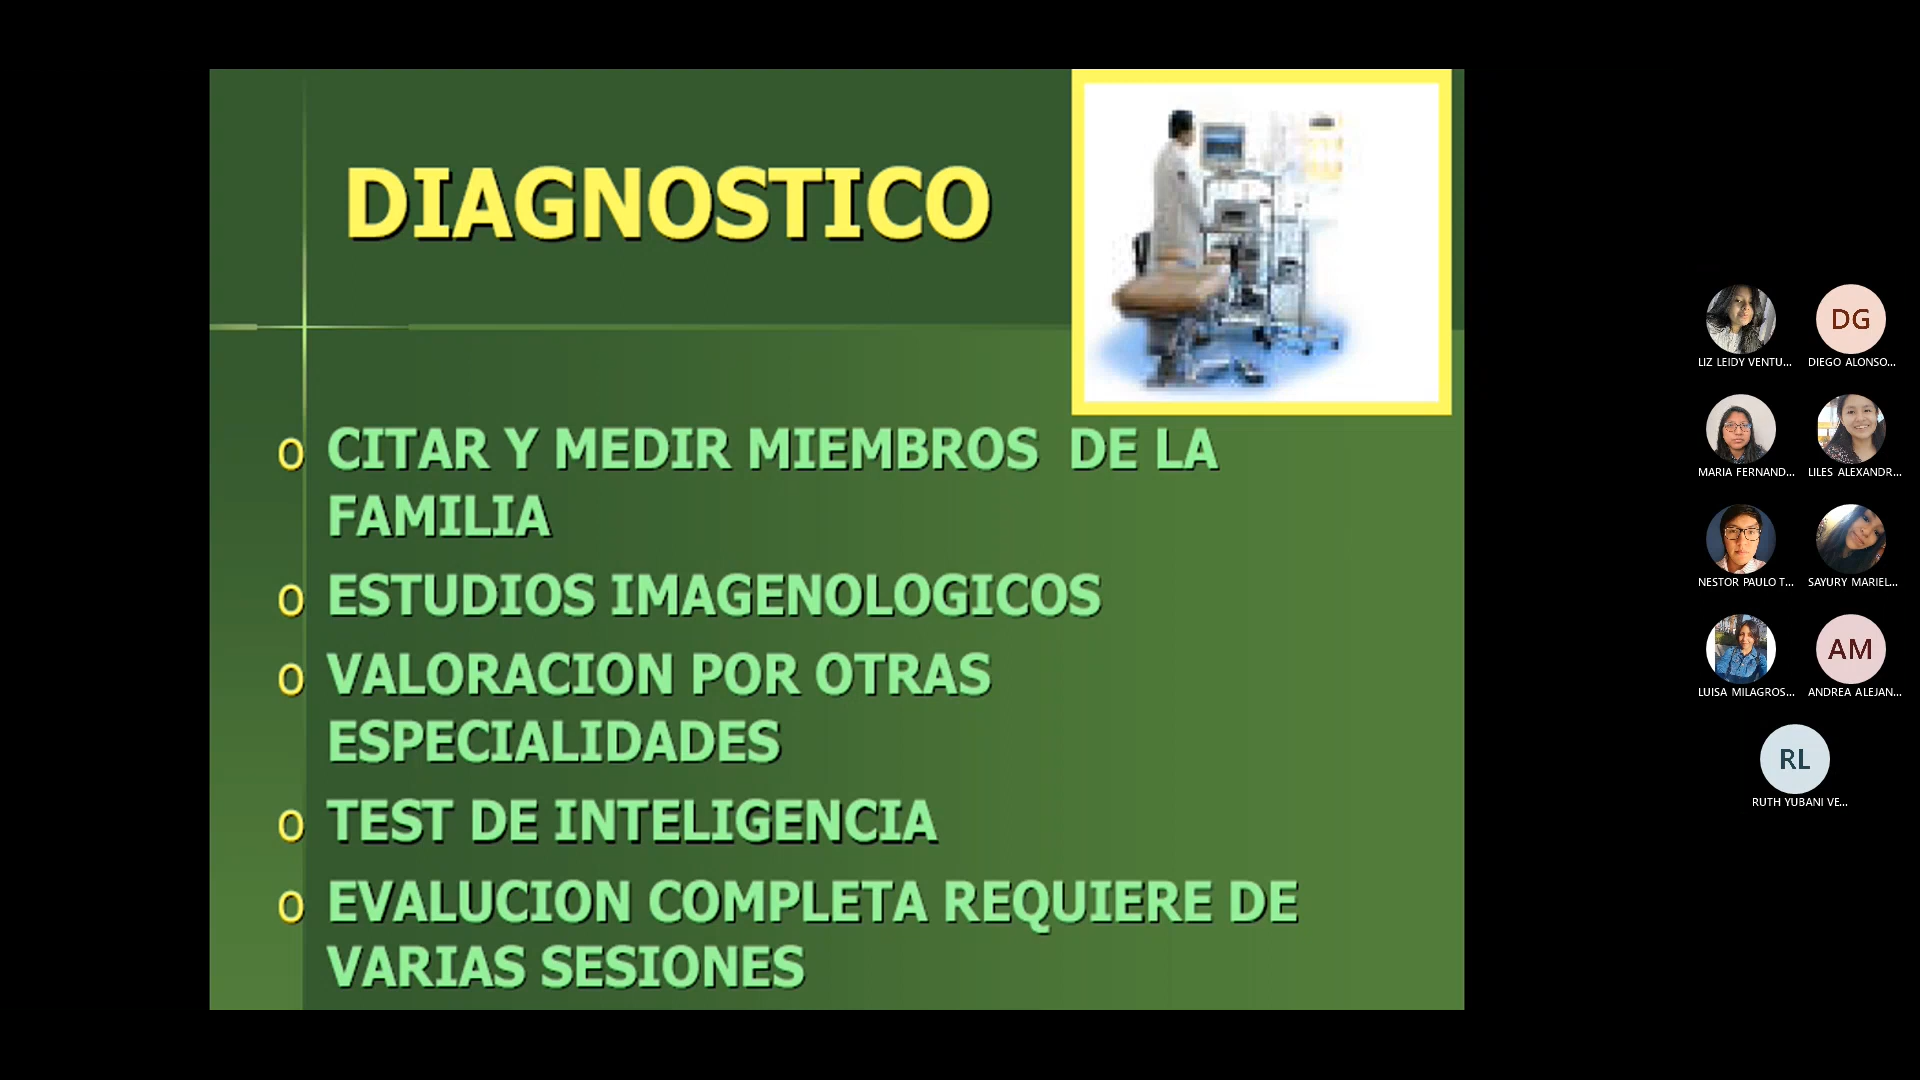 DIAGNOSTICO
o CITAR Y MEDIR MIEMBROS DE LA
FAMILIA
o ESTUDIOS IMAGENOLOGICOS
o VALORACION POR OTRAS
ESPECIALIDADES
o TEST DE INTELIGENCIA
o EVALUCION COMPLETA REQUIERE DE
VARIAS SESIONES
LIZ LEIDY VENTU...
DG
DIEGO ALONSO...
MARIA FERNAND...
LILES ALEXANDR...
NESTOR PAULO T...
SAYURY MARIEL...
LUISA MILAGROS...
AM
ANDREA ALEJAN...
RL
RUTH YUBANI VE...